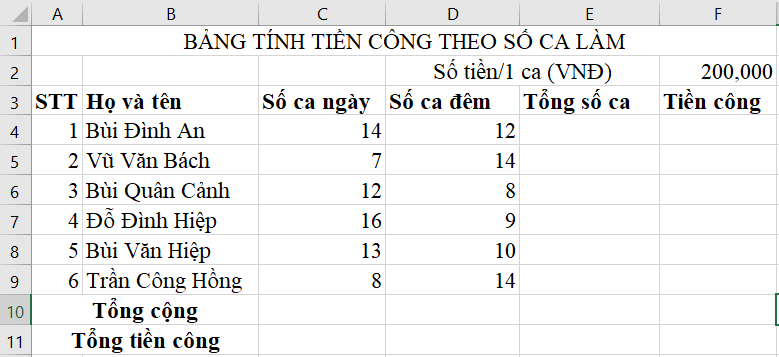 A B C D E F
1 BẢNG TÍNH TIỀN CÔNG THEO SỐ CA LÀM
2 Số tiền/1 ca (VNĐ) 200,000
3 STT Họ và tên Số ca ngày Số ca đêm Tổng số ca Tiền công
4 1 Bùi Đình An 14 12
5 2 Vũ Văn Bách 7 14
6 3 Bùi Quân Cảnh 12 8
7 4 Đỗ Đình Hiệp 16 9
8 5 Bùi Văn Hiệp 13 10
9 6 Trần Công Hồng 8 14
10 Tổng cộng
11 Tổng tiền công